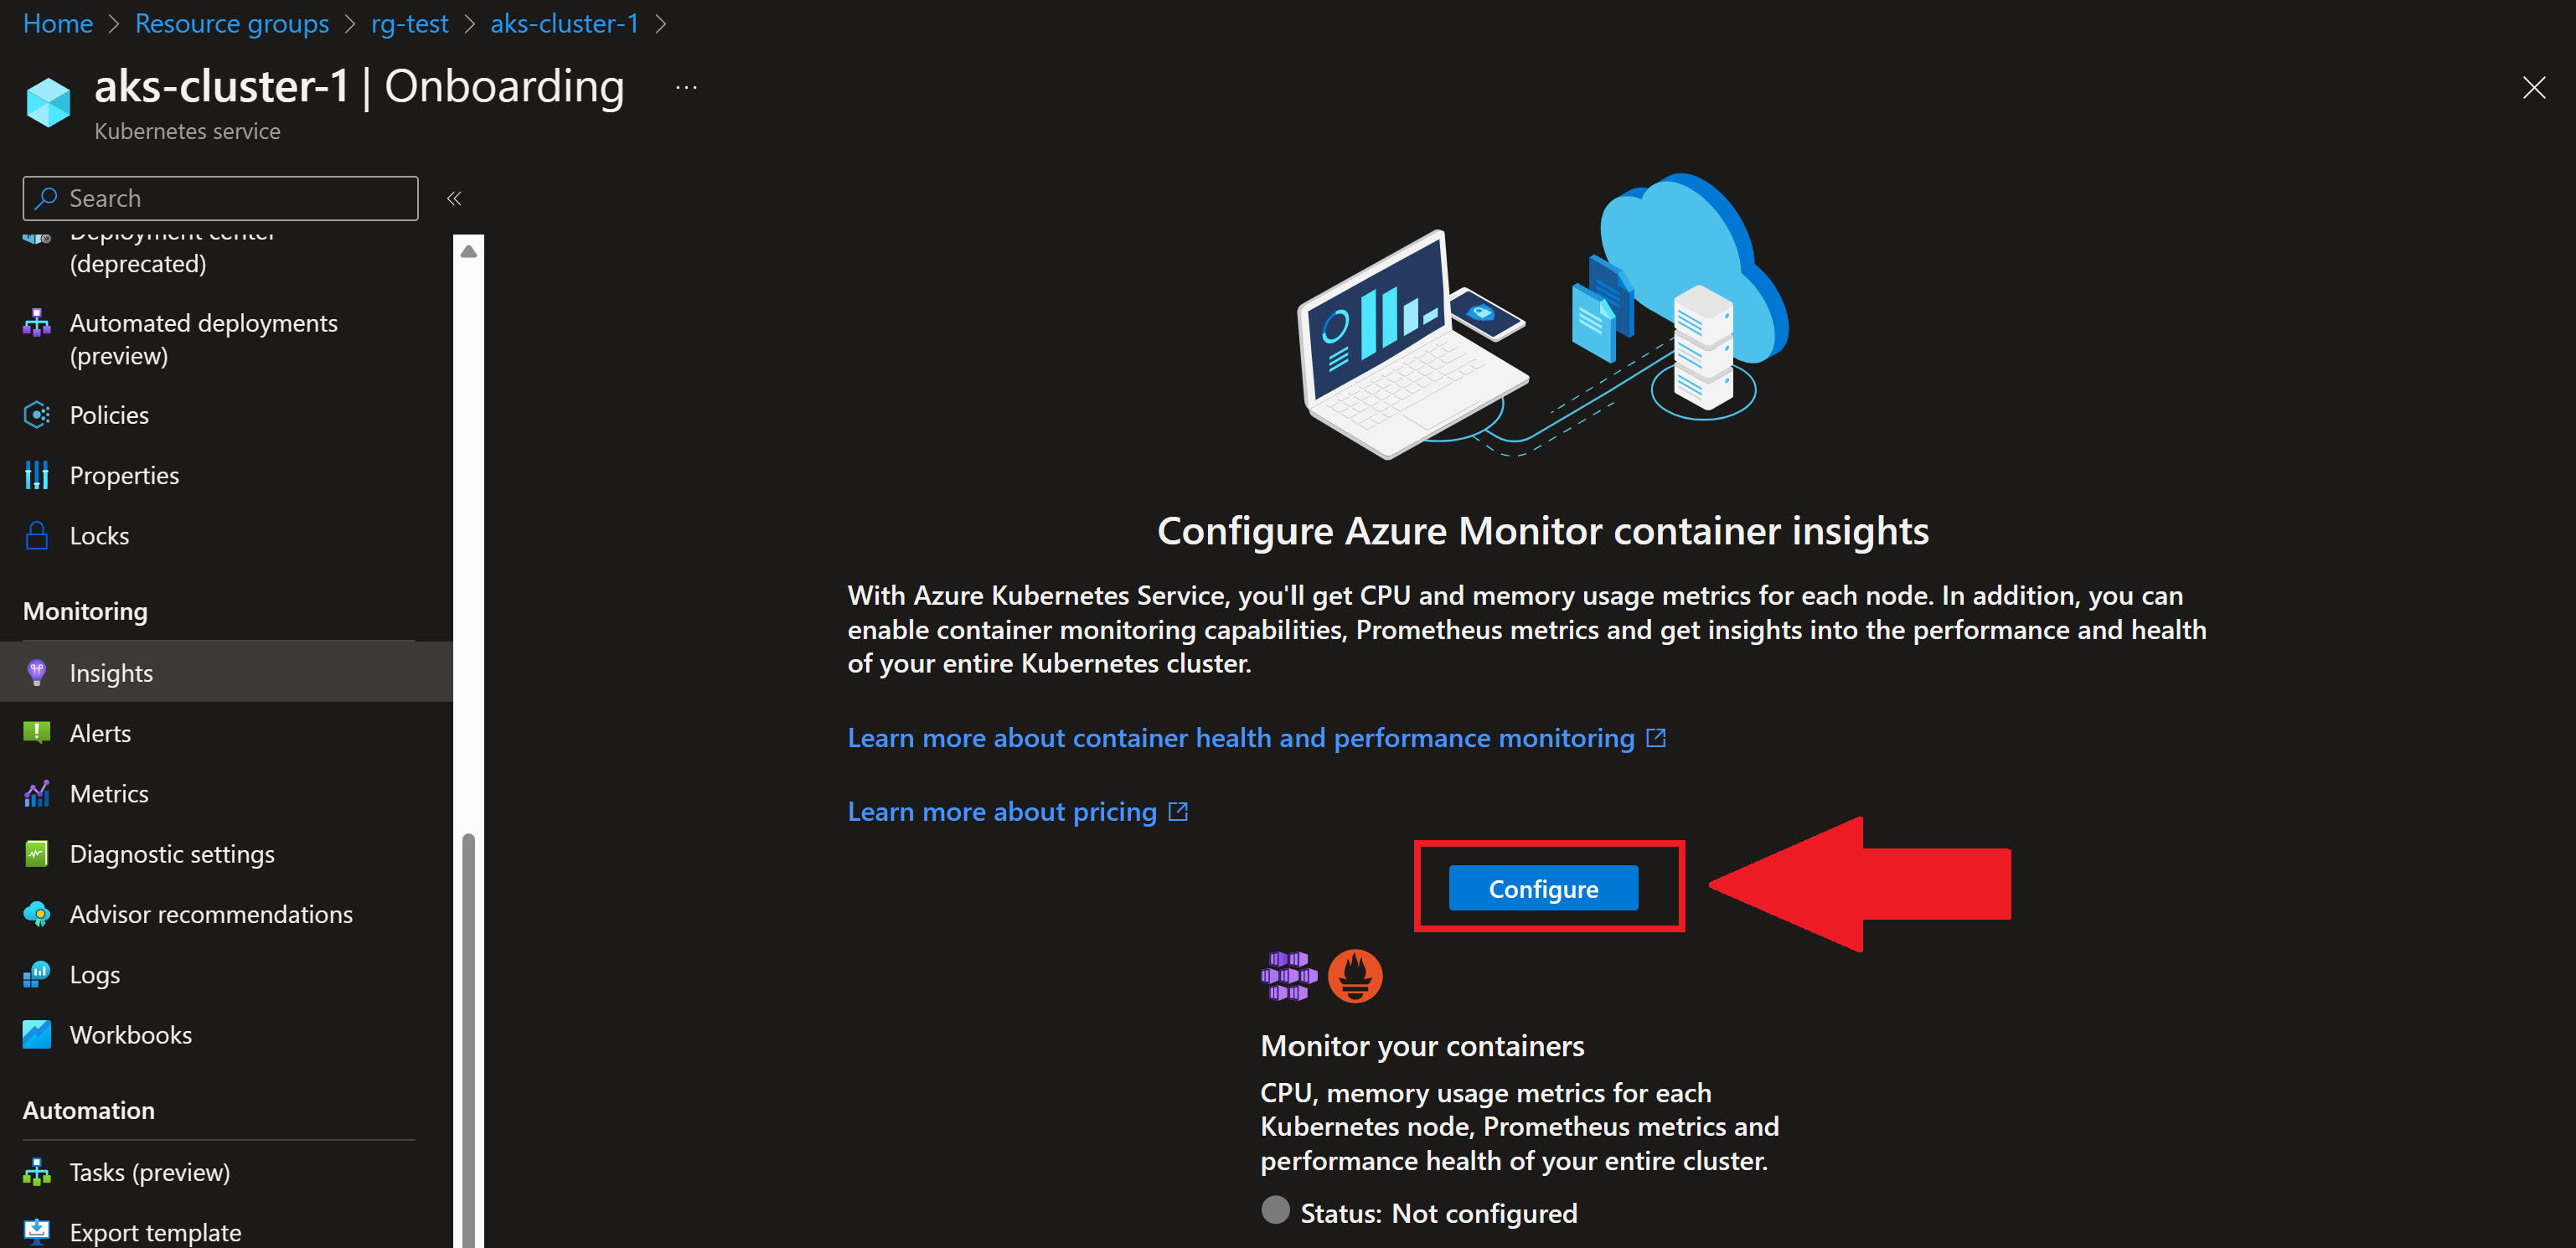 Home > Resource groups > rg-test > aks-cluster-1 >
aks-cluster-1 | Onboarding ...
Kubernetes service
Search
Deployment center
(deprecated)
Automated deployments
(preview)
Policies
Properties
Locks
Monitoring
Insights
Alerts
Metrics
Diagnostic settings
Advisor recommendations
Logs
Workbooks
Automation
Tasks (preview)
Export template
Configure Azure Monitor container insights
With Azure Kubernetes Service, you'll get CPU and memory usage metrics for each node. In addition, you can
enable container monitoring capabilities, Prometheus metrics and get insights into the performance and health
of your entire Kubernetes cluster.
Learn more about container health and performance monitoring
Learn more about pricing
Configure
Monitor your containers
CPU, memory usage metrics for each
Kubernetes node, Prometheus metrics and
performance health of your entire cluster.
Status: Not configured